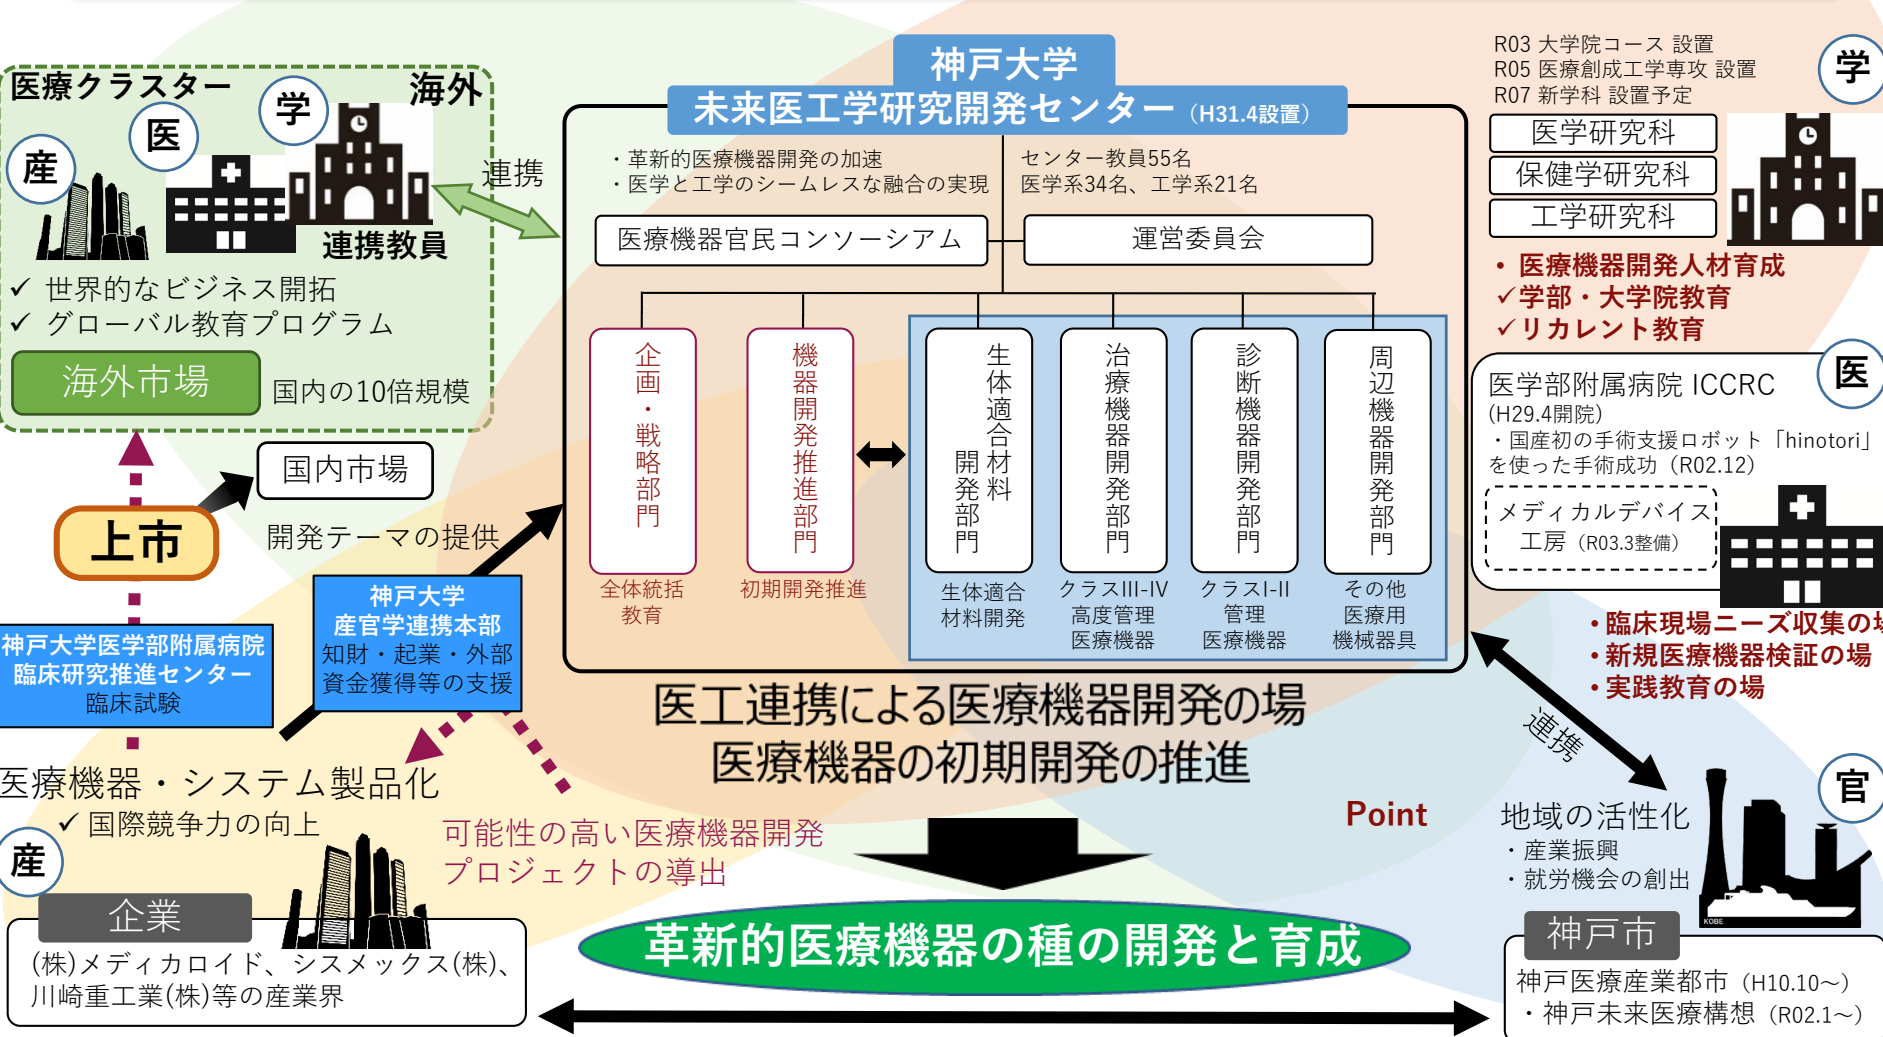 医療クラスター
海外
産
医
学
連携教員
✓ 世界的なビジネス開拓
✓ グローバル教育プログラム
海外市場
国内の10倍規模
連携
国内市場
上市
開発テーマの提供
神戸大学医学部附属病院
臨床研究推進センター
臨床試験
神戸大学
産官学連携本部
知財・起業・外部
資金獲得等の支援
医療機器・システム製品化
✓ 国際競争力の向上
産
企業
(株)メディカロイド、シスメックス(株)、
川崎重工業(株)等の産業界
可能性の高い医療機器開発
プロジェクトの導出
神戸大学
未来医工学研究開発センター（H31.4設置）
・革新的医療機器開発の加速
・医学と工学のシームレスな融合の実現
センター教員55名
医学系34名、工学系21名
医療機器官民コンソーシアム
運営委員会
企画・戦略部門
機器開発推進部門
生体適合材料
開発部門
治療機器開発部門
診断機器開発部門
周辺機器開発部門
全体統括
教育
初期開発推進
生体適合
材料開発
クラスIII-IV
高度管理
医療機器
クラスI-II
管理
医療機器
その他
医療用
機械器具
医工連携による医療機器開発の場
医療機器の初期開発の推進
Point
革新的医療機器の種の開発と育成
R03 大学院コース 設置
R05 医療創成工学専攻 設置
R07 新学科 設置予定
学
医学研究科
保健学研究科
工学研究科
• 医療機器開発人材育成
✓学部・大学院教育
✓リカレント教育
医
医学部附属病院 ICCRC
(H29.4開院)
・国産初の手術支援ロボット「hinotori」
を使った手術成功（R02.12）
メディカルデバイス
工房（R03.3整備）
• 臨床現場ニーズ収集の場
• 新規医療機器検証の場
• 実践教育の場
連携
官
地域の活性化
・産業振興
・就労機会の創出
KOBE
神戸市
神戸医療産業都市（H10.10～）
・神戸未来医療構想（R02.1～）